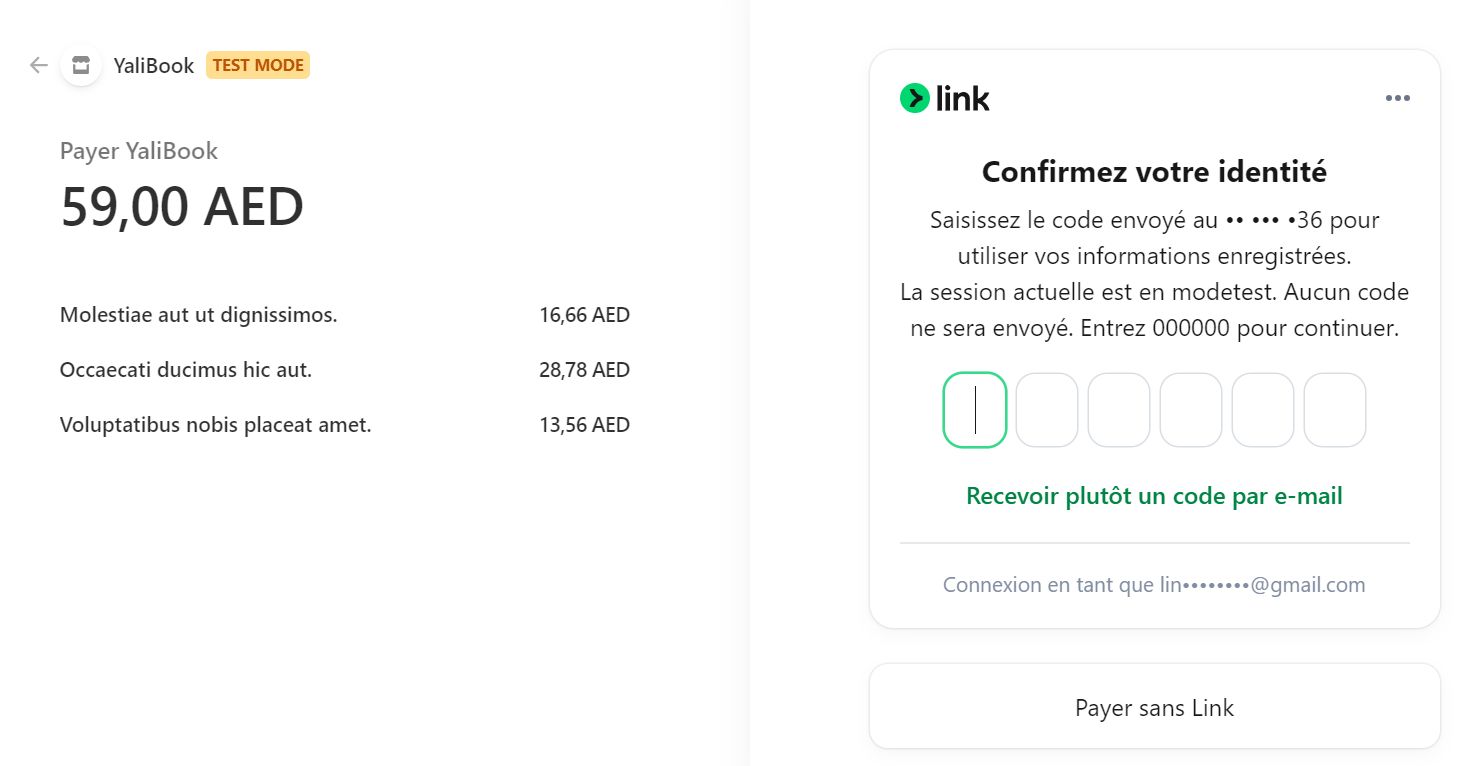 YaliBook TEST MODE
Payer YaliBook
59,00 AED
Molestiae aut ut dignissimos. 16,66 AED
Occaecati ducimus hic aut. 28,78 AED
Voluptatibus nobis placeat amet. 13,56 AED
link
Confirmez votre identité
Saisissez le code envoyé au •• ••• •36 pour
utiliser vos informations enregistrées.
La session actuelle est en modetest. Aucun code
ne sera envoyé. Entrez 000000 pour continuer.
Recevoir plutôt un code par e-mail
Connexion en tant que lin••••••••@gmail.com
Payer sans Link